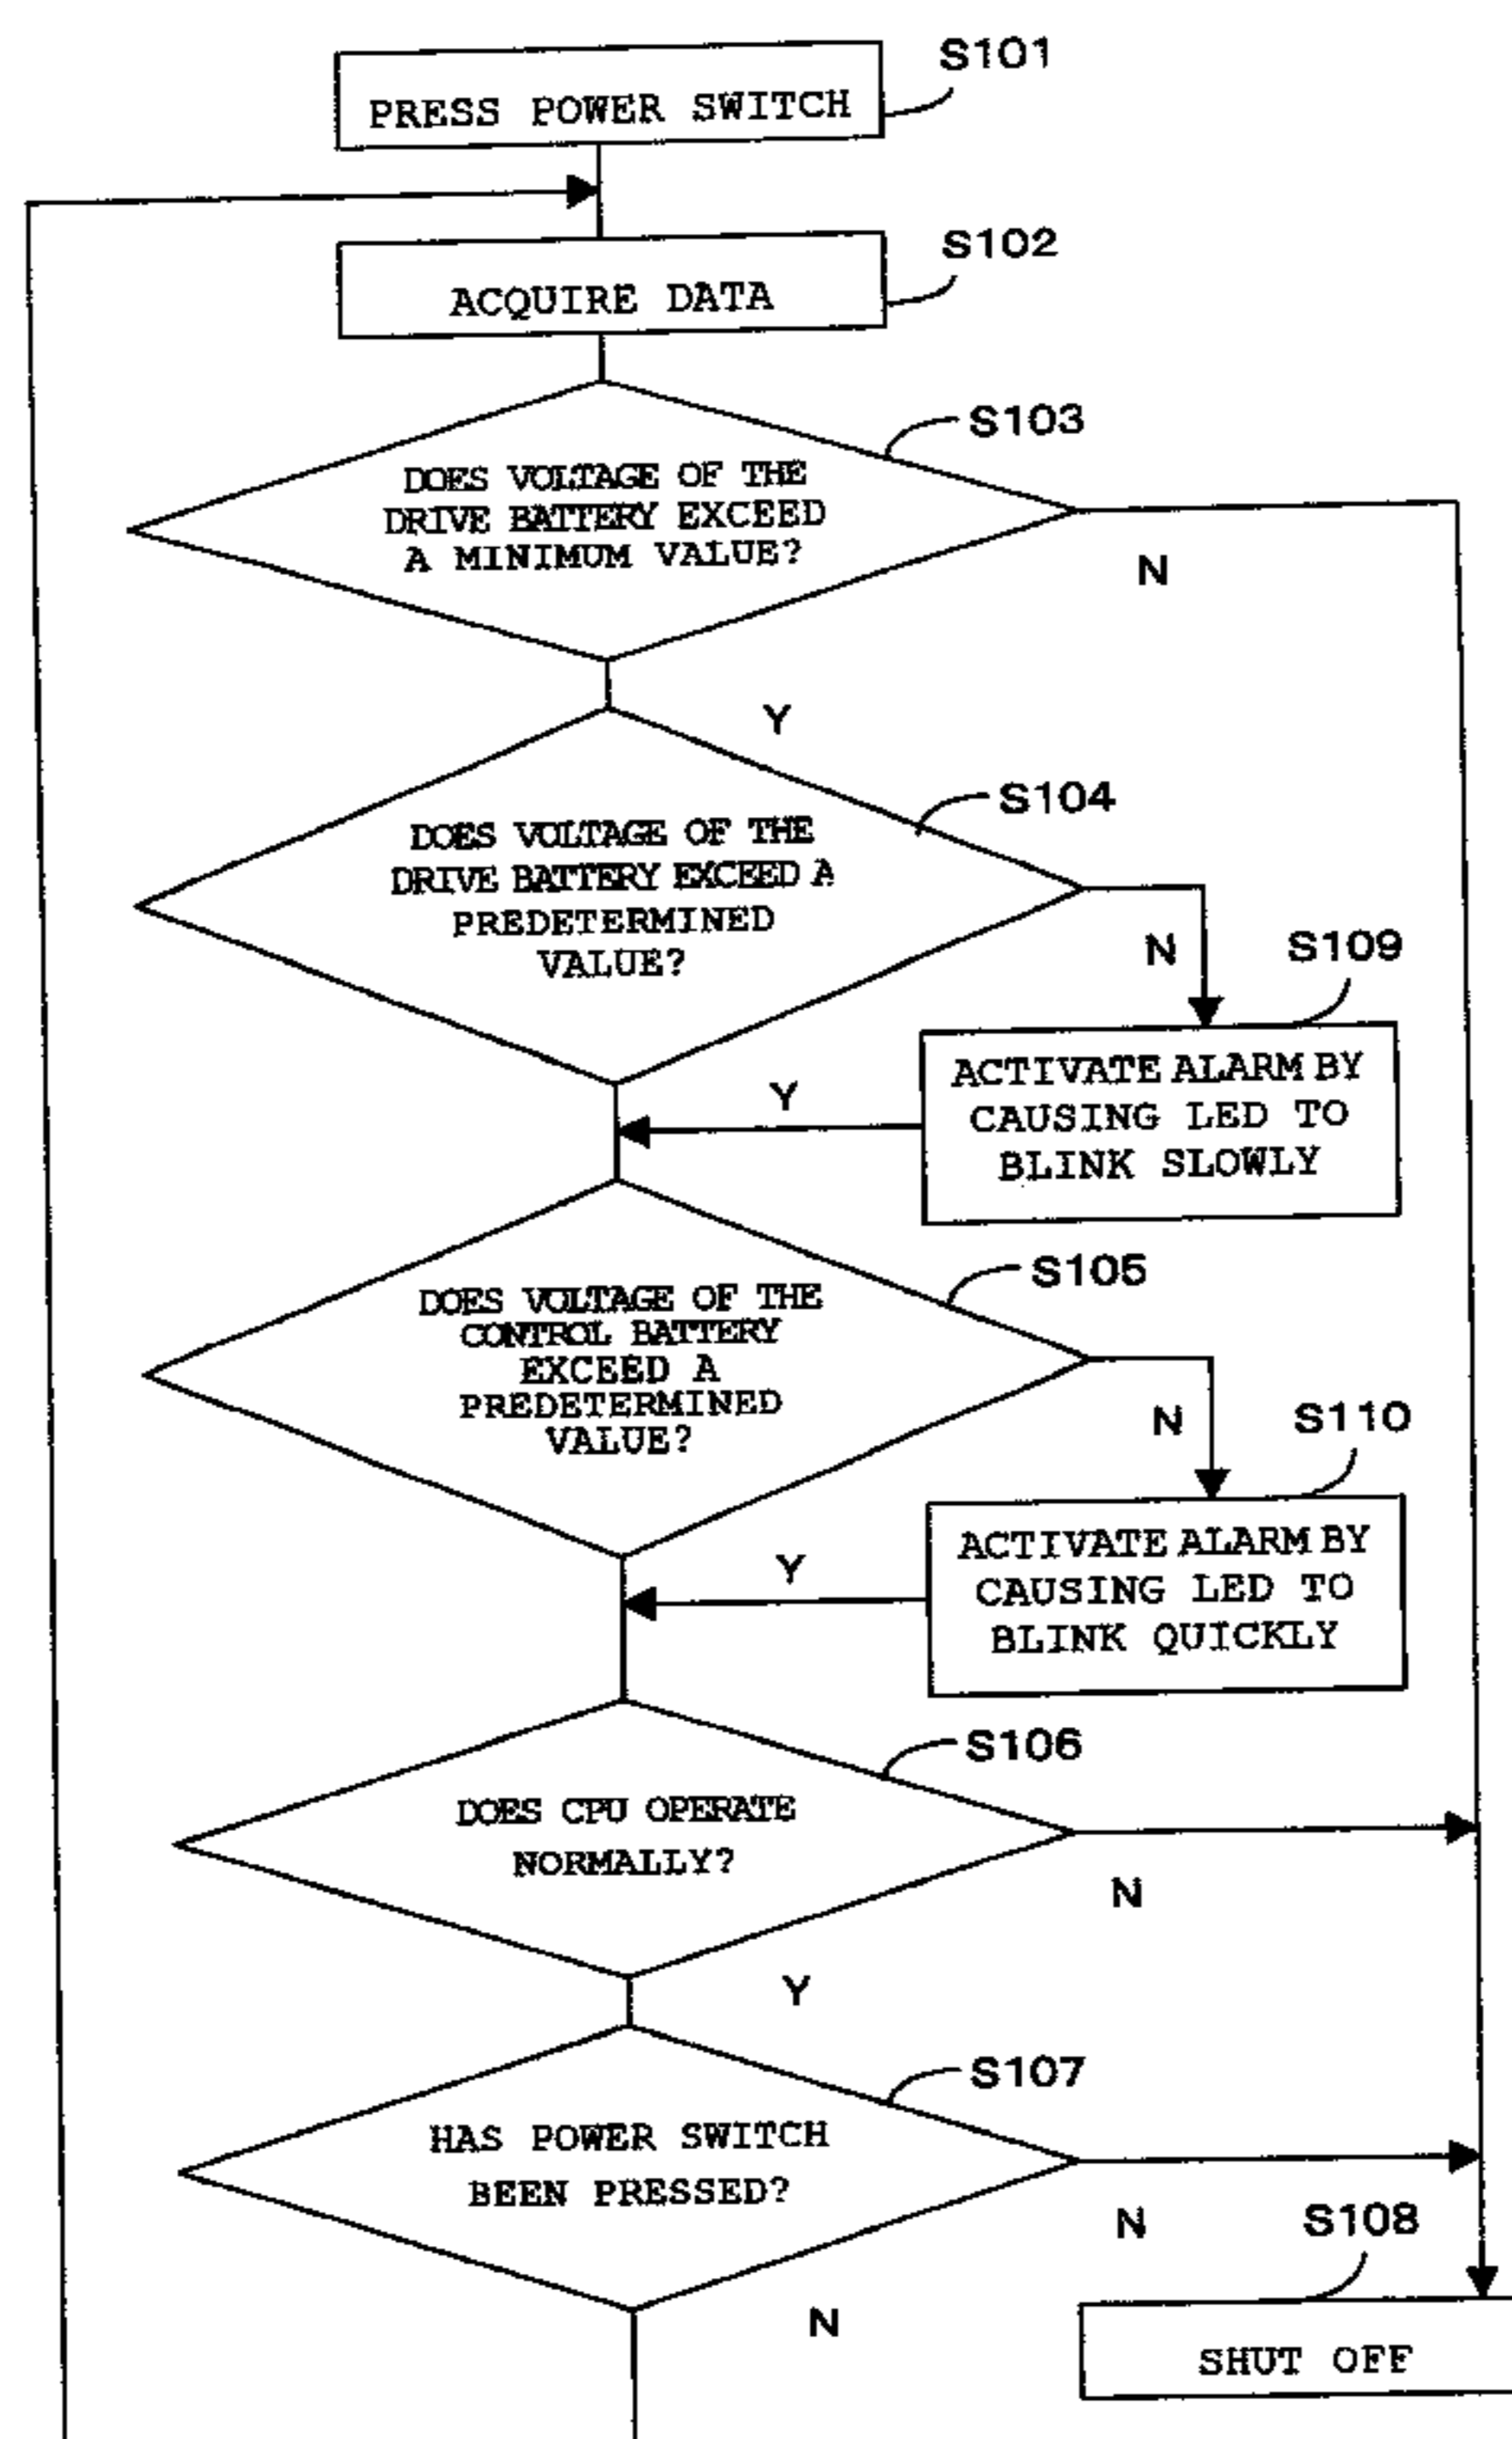 S101
PRESS POWER SWITCH
S102
ACQUIRE DATA
S103
DOES VOLTAGE OF THE
DRIVE BATTERY EXCEED
A MINIMUM VALUE?
N
Y
S104
DOES VOLTAGE OF THE
DRIVE BATTERY EXCEED A
PREDETERMINED
VALUE?
N
S109
ACTIVATE ALARM BY
CAUSING LED TO
BLINK SLOWLY
Y
S105
DOES VOLTAGE OF THE
CONTROL BATTERY
EXCEED A
PREDETERMINED
VALUE?
N
S110
ACTIVATE ALARM BY
CAUSING LED TO
BLINK QUICKLY
Y
S106
DOES CPU OPERATE
NORMALLY?
N
Y
S107
HAS POWER SWITCH
BEEN PRESSED?
N
S108
N
SHUT OFF